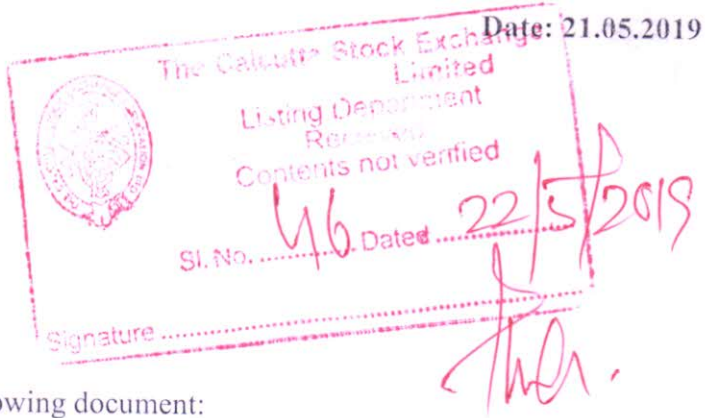 Date: 21.05.2019
The Calcutta Stock Exchange
Limited
Listing Department
Received
Contents not verified
Sl. No. .......... 46 . Dated .......... 22/5/2019
Signature ..........
owing document: